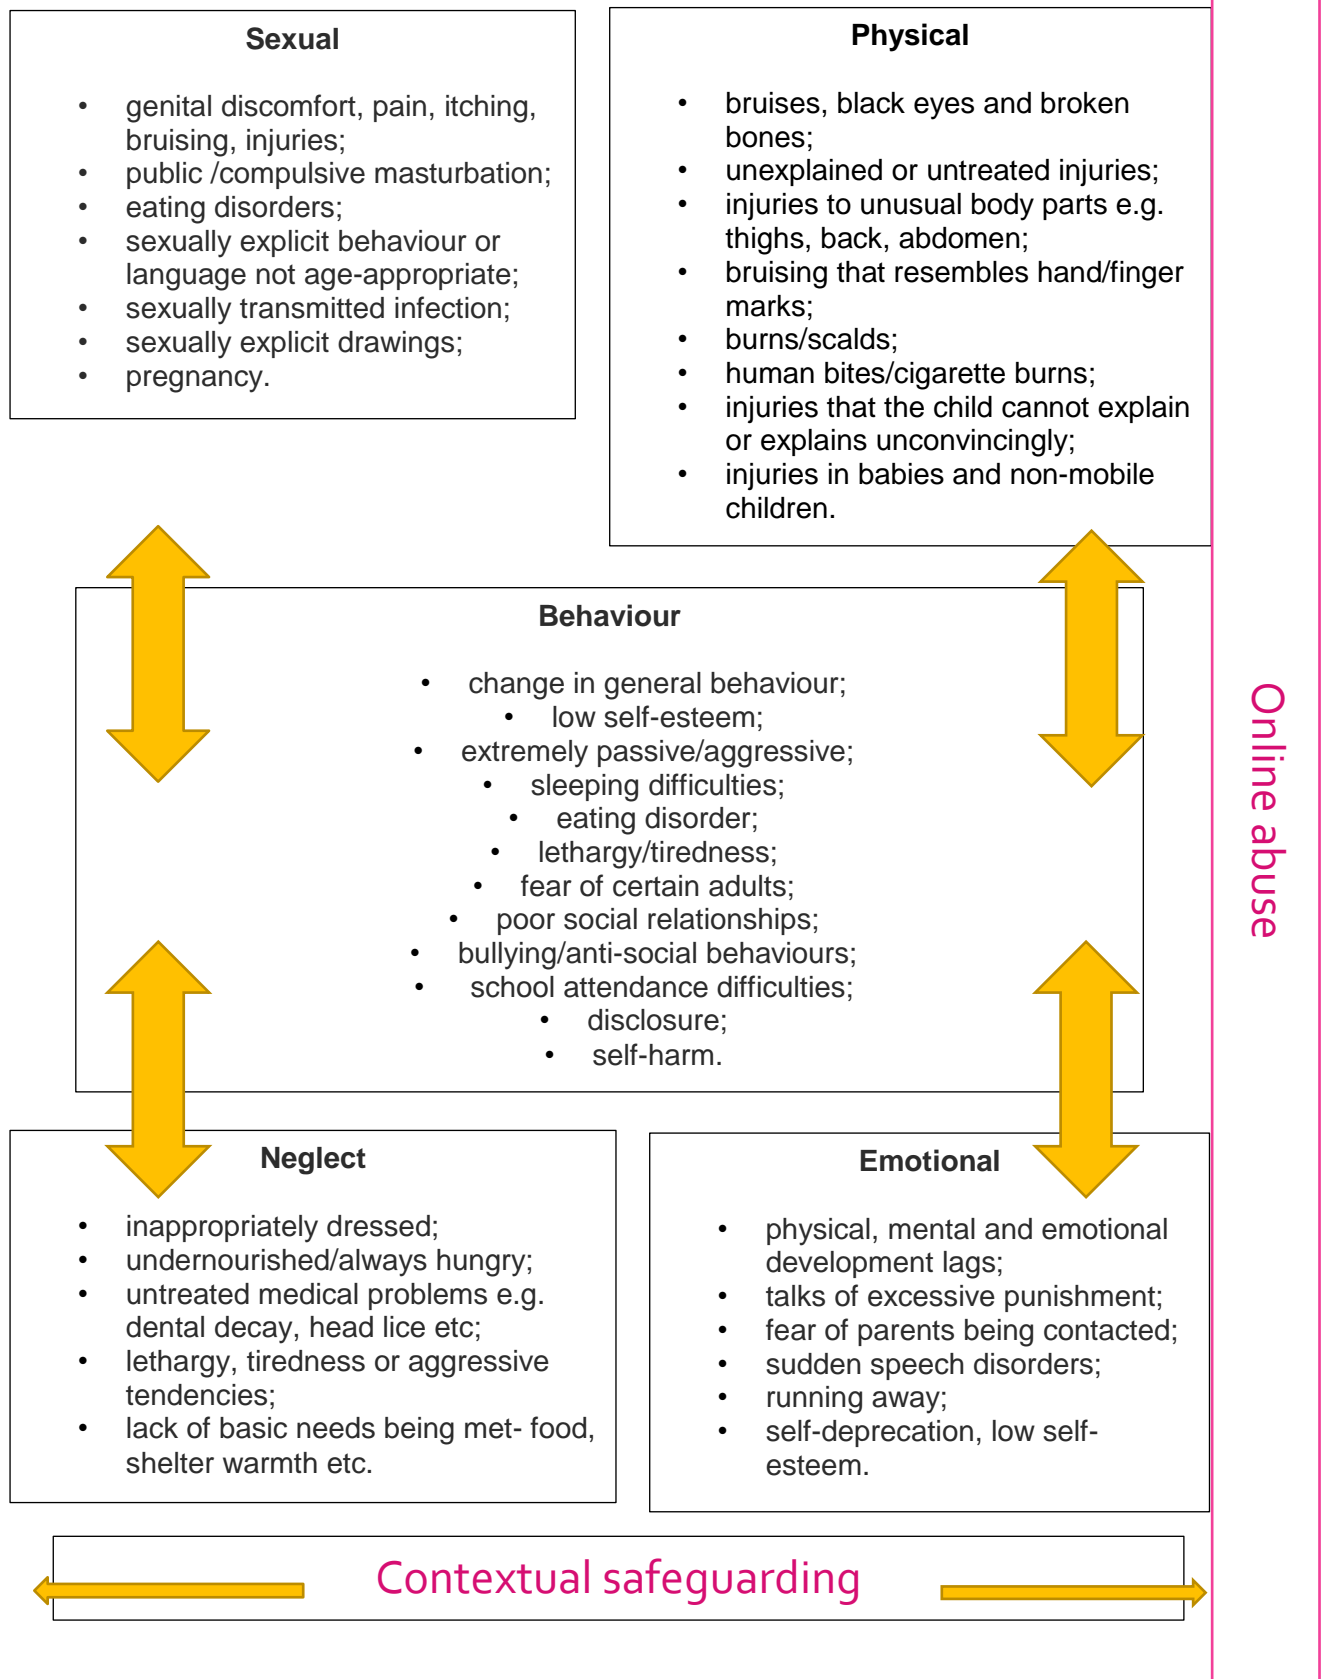 Sexual
• genital discomfort, pain, itching,
bruising, injuries;
• public /compulsive masturbation;
• eating disorders;
• sexually explicit behaviour or
language not age-appropriate;
• sexually transmitted infection;
• sexually explicit drawings;
• pregnancy.
Physical
• bruises, black eyes and broken
bones;
• unexplained or untreated injuries;
• injuries to unusual body parts e.g.
thighs, back, abdomen;
• bruising that resembles hand/finger
marks;
• burns/scalds;
• human bites/cigarette burns;
• injuries that the child cannot explain
or explains unconvincingly;
• injuries in babies and non-mobile
children.
Behaviour
• change in general behaviour;
• low self-esteem;
• extremely passive/aggressive;
• sleeping difficulties;
• eating disorder;
• lethargy/tiredness;
• fear of certain adults;
• poor social relationships;
• bullying/anti-social behaviours;
• school attendance difficulties;
• disclosure;
• self-harm.
Neglect
• inappropriately dressed;
• undernourished/always hungry;
• untreated medical problems e.g.
dental decay, head lice etc;
• lethargy, tiredness or aggressive
tendencies;
• lack of basic needs being met- food,
shelter warmth etc.
Emotional
• physical, mental and emotional
development lags;
• talks of excessive punishment;
• fear of parents being contacted;
• sudden speech disorders;
• running away;
• self-deprecation, low self-
esteem.
Contextual safeguarding
Online abuse